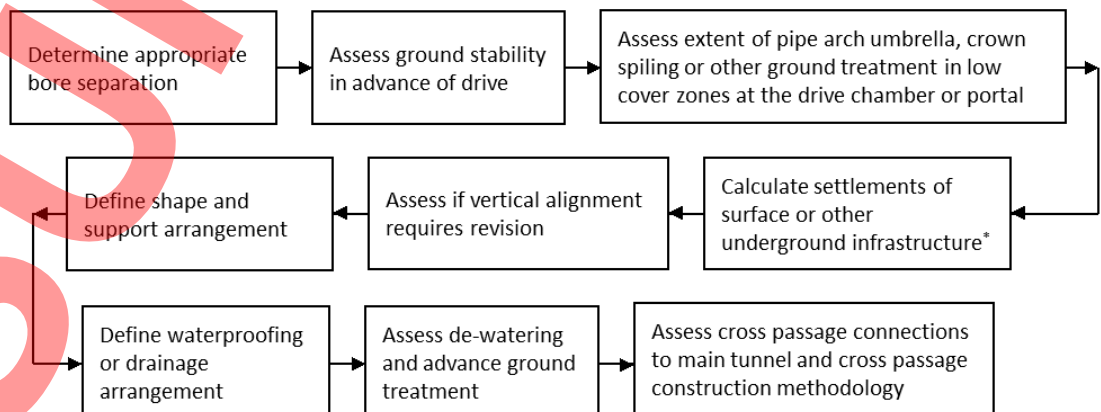 Determine appropriate
bore separation
Assess ground stability
in advance of drive
Assess extent of pipe arch umbrella, crown
spiling or other ground treatment in low
cover zones at the drive chamber or portal
Calculate settlements of
surface or other
underground infrastructure*
Assess if vertical alignment
requires revision
Define shape and
support arrangement
Define waterproofing
or drainage
arrangement
Assess de-watering
and advance ground
treatment
Assess cross passage connections
to main tunnel and cross passage
construction methodology